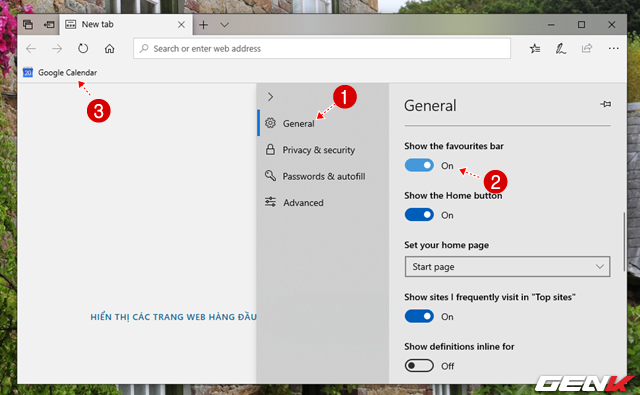 New tab
Search or enter web address
20 Google Calendar
3
1
General
Privacy & security
Passwords & autofill
Advanced
General
Show the favourites bar
On
2
Show the Home button
On
Set your home page
Start page
Show sites I frequently visit in "Top sites"
On
Show definitions inline for
Off
HIỂN THỊ CÁC TRANG WEB HÀNG ĐẦU
GENK